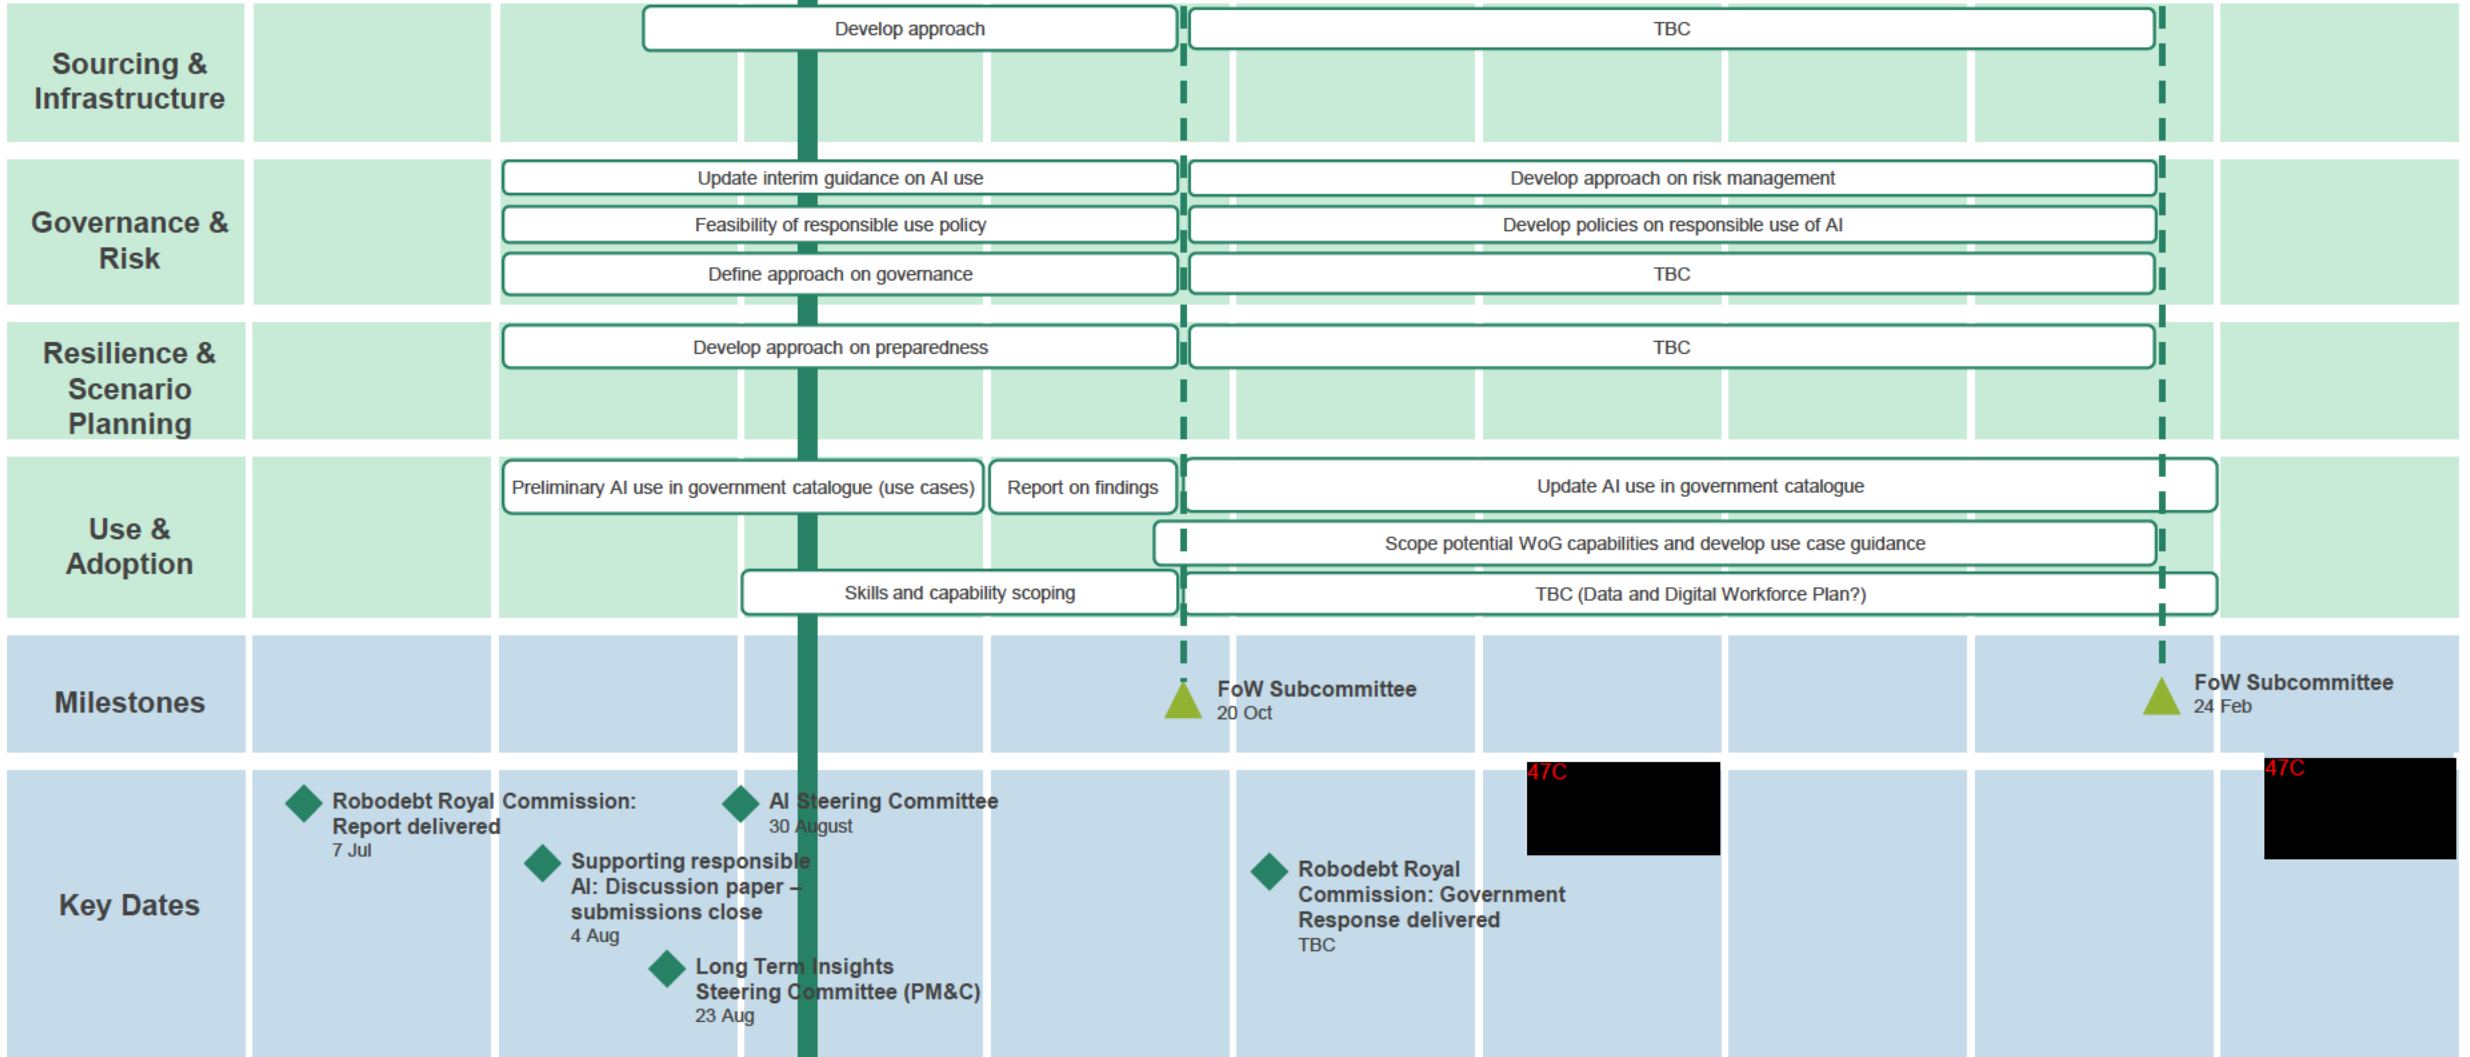 Sourcing &
Infrastructure
Develop approach
TBC
Governance &
Risk
Update interim guidance on AI use
Develop approach on risk management
Feasibility of responsible use policy
Develop policies on responsible use of AI
Define approach on governance
TBC
Resilience &
Scenario
Planning
Develop approach on preparedness
TBC
Use &
Adoption
Preliminary AI use in government catalogue (use cases)
Report on findings
Update AI use in government catalogue
Scope potential WoG capabilities and develop use case guidance
Skills and capability scoping
TBC (Data and Digital Workforce Plan?)
Milestones
FoW Subcommittee
20 Oct
FoW Subcommittee
24 Feb
Key Dates
Robodebt Royal Commission:
Report delivered
7 Jul
Supporting responsible
AI: Discussion paper –
submissions close
4 Aug
Long Term Insights
Steering Committee (PM&C)
23 Aug
AI Steering Committee
30 August
Robodebt Royal
Commission: Government
Response delivered
TBC
47C
47C